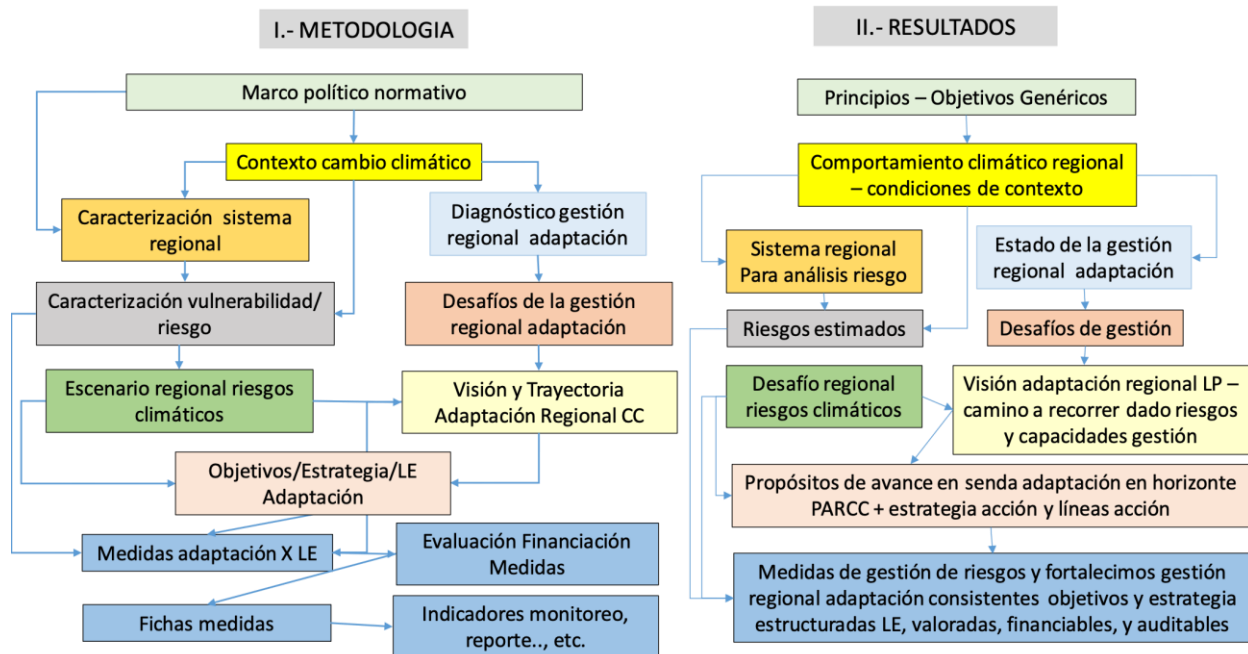 I.- METODOLOGIA
Marco político normativo
Contexto cambio climático
Caracterización sistema
regional
Diagnóstico gestión
regional adaptación
Caracterización vulnerabilidad/
riesgo
Desafíos de la gestión
regional adaptación
Escenario regional riesgos
climáticos
Visión y Trayectoria
Adaptación Regional CC
Objetivos/Estrategia/LE
Adaptación
Medidas adaptación X LE
Evaluación Financiación
Medidas
Fichas medidas
Indicadores monitoreo,
reporte.., etc.
II.- RESULTADOS
Principios – Objetivos Genéricos
Comportamiento climático regional
– condiciones de contexto
Sistema regional
Para análisis riesgo
Estado de la gestión
regional adaptación
Riesgos estimados
Desafíos de gestión
Desafío regional
riesgos climáticos
Visión adaptación regional LP –
camino a recorrer dado riesgos
y capacidades gestión
Propósitos de avance en senda adaptación en horizonte
PARCC + estrategia acción y líneas acción
Medidas de gestión de riesgos y fortalecimos gestión
regional adaptación consistentes objetivos y estrategia
estructuradas LE, valoradas, financiables, y auditables